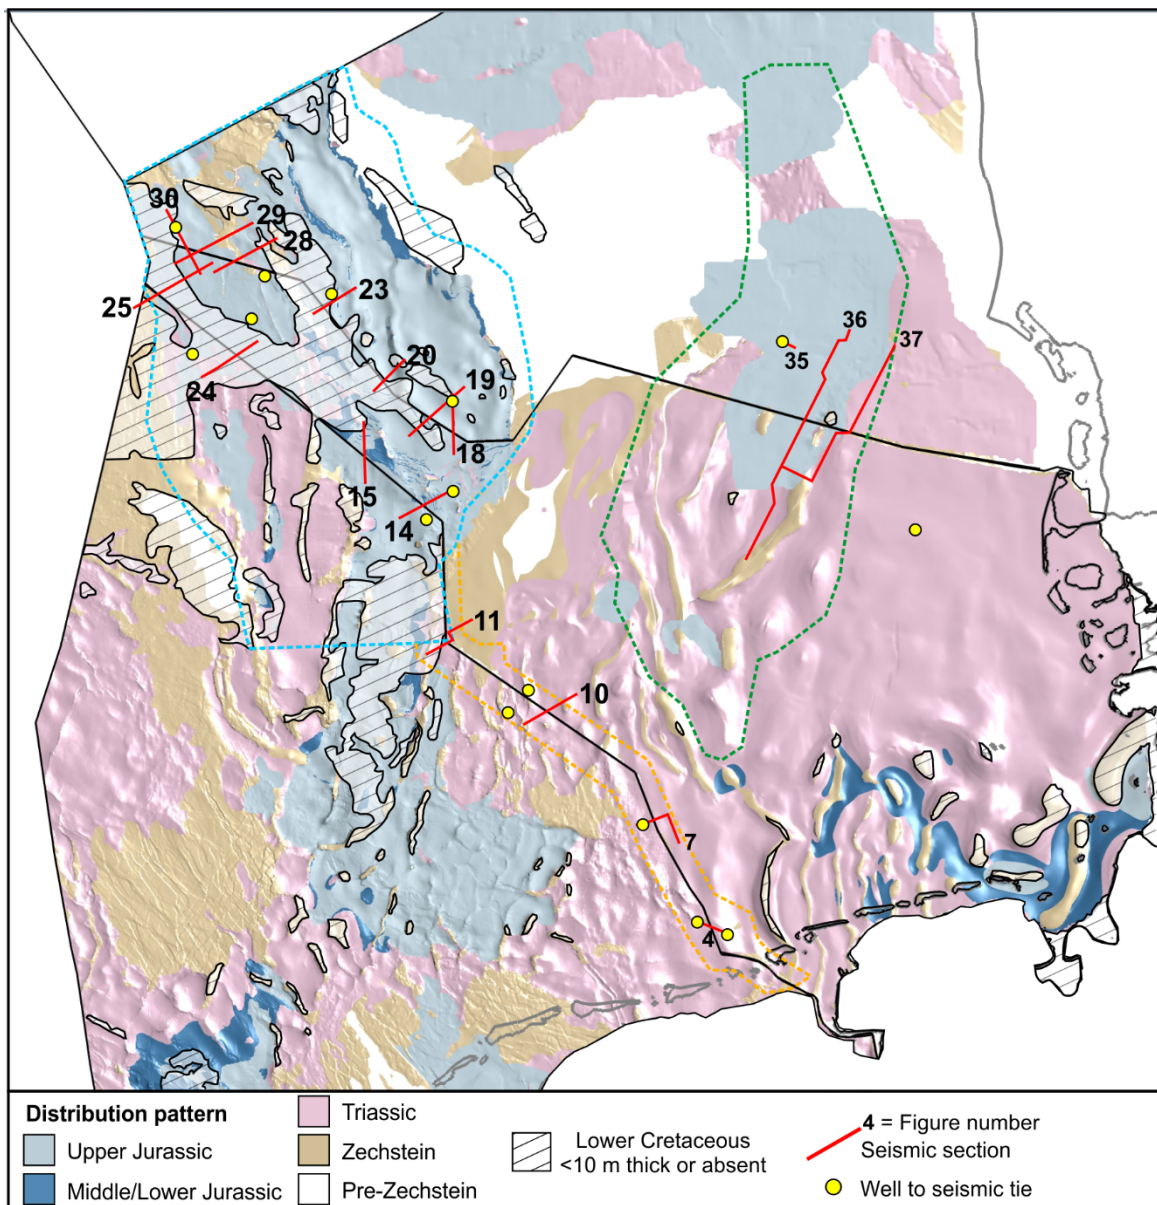 30
29
28
25
23
24
20
19
18
15
14
36
37
35
11
10
7
4
Distribution pattern
Upper Jurassic
Middle/Lower Jurassic
Triassic
Zechstein
Pre-Zechstein
Lower Cretaceous
<10 m thick or absent
4 = Figure number
Seismic section
Well to seismic tie